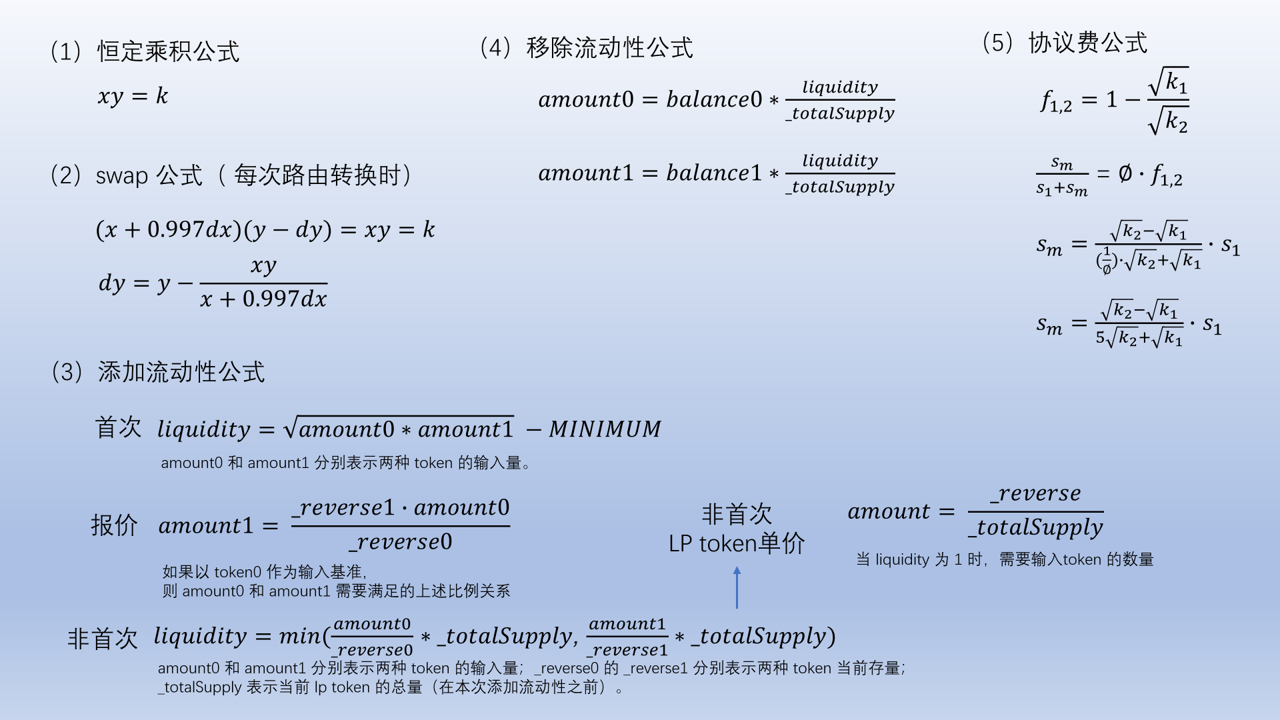 （1）恒定乘积公式
xy = k
（2）swap 公式（ 每次路由转换时）
(x + 0.997dx)(y − dy) = xy = k
dy = y − \frac{xy}{x + 0.997dx}
（3）添加流动性公式
首次 liquidity = \sqrt{amount0 * amount1} − MINIMUM
amount0 和 amount1 分别表示两种 token 的输入量。
报价 amount1 = \frac{_reverse1 · amount0}{_reverse0}
如果以 token0 作为输入基准，
则 amount0 和 amount1 需要满足的上述比例关系
非首次 liquidity = min(\frac{amount0}{_reverse0} * _totalSupply, \frac{amount1}{_reverse1} * _totalSupply)
amount0 和 amount1 分别表示两种 token 的输入量；_reverse0 的 _reverse1 分别表示两种 token 当前存量；
_totalSupply 表示当前 lp token 的总量（在本次添加流动性之前）。
非首次
LP token单价
amount = \frac{_reverse}{_totalSupply}
当 liquidity 为 1 时，需要输入token 的数量
（4）移除流动性公式
amount0 = balance0 * \frac{liquidity}{_totalSupply}
amount1 = balance1 * \frac{liquidity}{_totalSupply}
（5）协议费公式
f_{1,2} = 1 − \frac{\sqrt{k_1}}{\sqrt{k_2}}
\frac{s_m}{s_1+s_m} = ∅ · f_{1,2}
s_m = \frac{\sqrt{k_2}−\sqrt{k_1}}{(\frac{1}{∅})·\sqrt{k_2}+\sqrt{k_1}} · s_1
s_m = \frac{\sqrt{k_2}−\sqrt{k_1}}{5\sqrt{k_2}+\sqrt{k_1}} · s_1